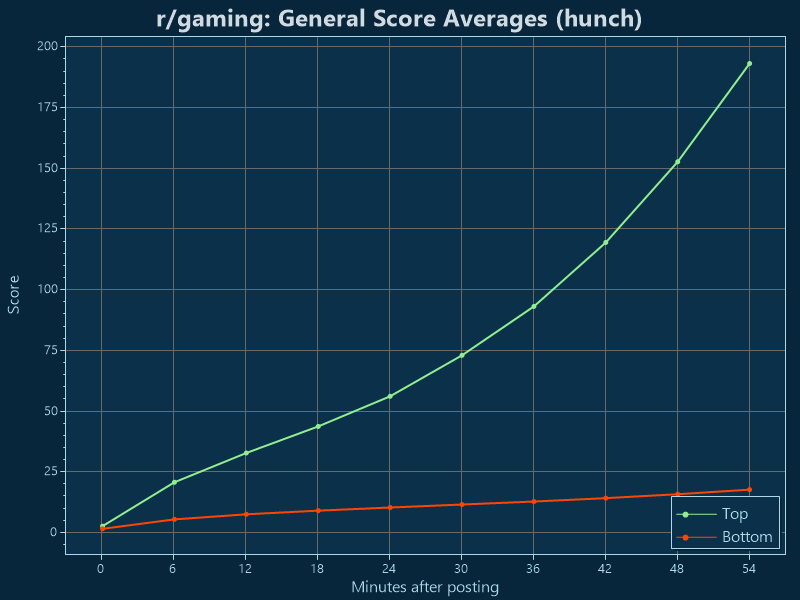 r/gaming: General Score Averages (hunch)
200
175
150
125
100
75
50
25
0
Score
Top
Bottom
0 6 12 18 24 30 36 42 48 54
Minutes after posting